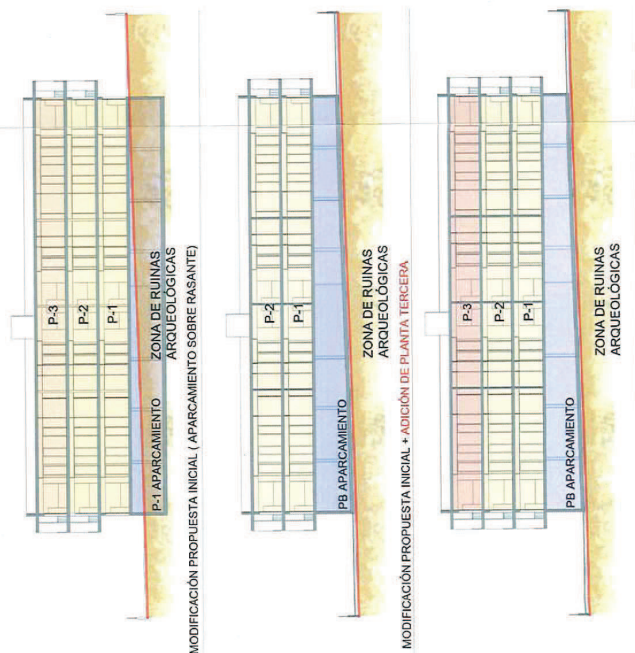 P-3
P-2
P-1
P-1 APARCAMIENTO
ZONA DE RUINAS
ARQUEOLÓGICAS
MODIFICACIÓN PROPUESTA INICIAL ( APARCAMIENTO SOBRE RASANTE)
P-2
P-1
PB APARCAMIENTO
ZONA DE RUINAS
ARQUEOLÓGICAS
MODIFICACIÓN PROPUESTA INICIAL + ADICIÓN DE PLANTA TERCERA
P-3
P-2
P-1
PB APARCAMIENTO
ZONA DE RUINAS
ARQUEOLÓGICAS